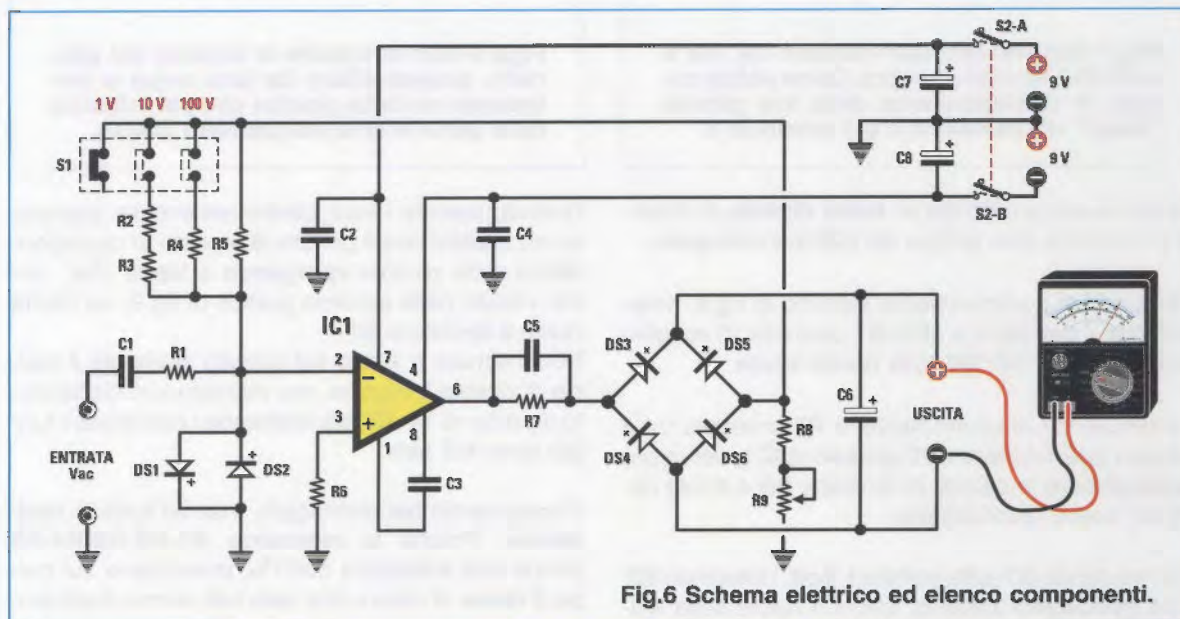 S2-A
C7
9 V
1 V 10 V 100 V
S1
C8
9 V
R2
R4
R5
C2
C4
S2-B
R3
IC1
C5
C1
R1
2
7
4
6
3
8
1
R7
DS3
DS5
C6
DS4
DS6
R8
R9
USCITA
ENTRATA
Vac
DS1
DS2
R6
C3
Fig.6 Schema elettrico ed elenco componenti.